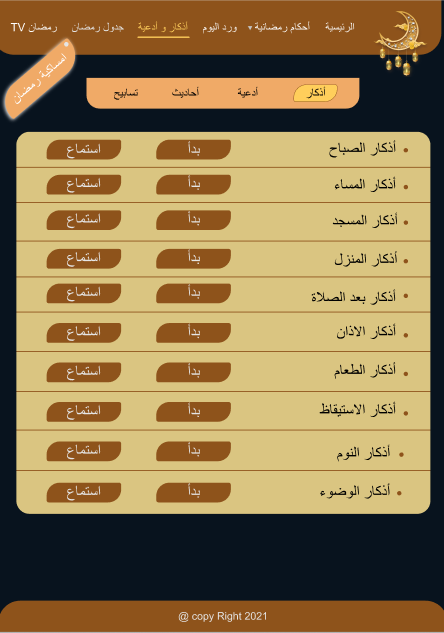 الرئيسية أحكام رمضانية ورد اليوم أذكار و أدعية جدول رمضان رمضان TV
امساكية رمضان
أذكار أدعية أحاديث تسابيح
أذكار الصباح بدأ استماع
أذكار المساء بدأ استماع
أذكار المسجد بدأ استماع
أذكار المنزل بدأ استماع
أذكار بعد الصلاة بدأ استماع
أذكار الاذان بدأ استماع
أذكار الطعام بدأ استماع
أذكار الاستيقاظ بدأ استماع
أذكار النوم بدأ استماع
أذكار الوضوء بدأ استماع
@ copy Right 2021